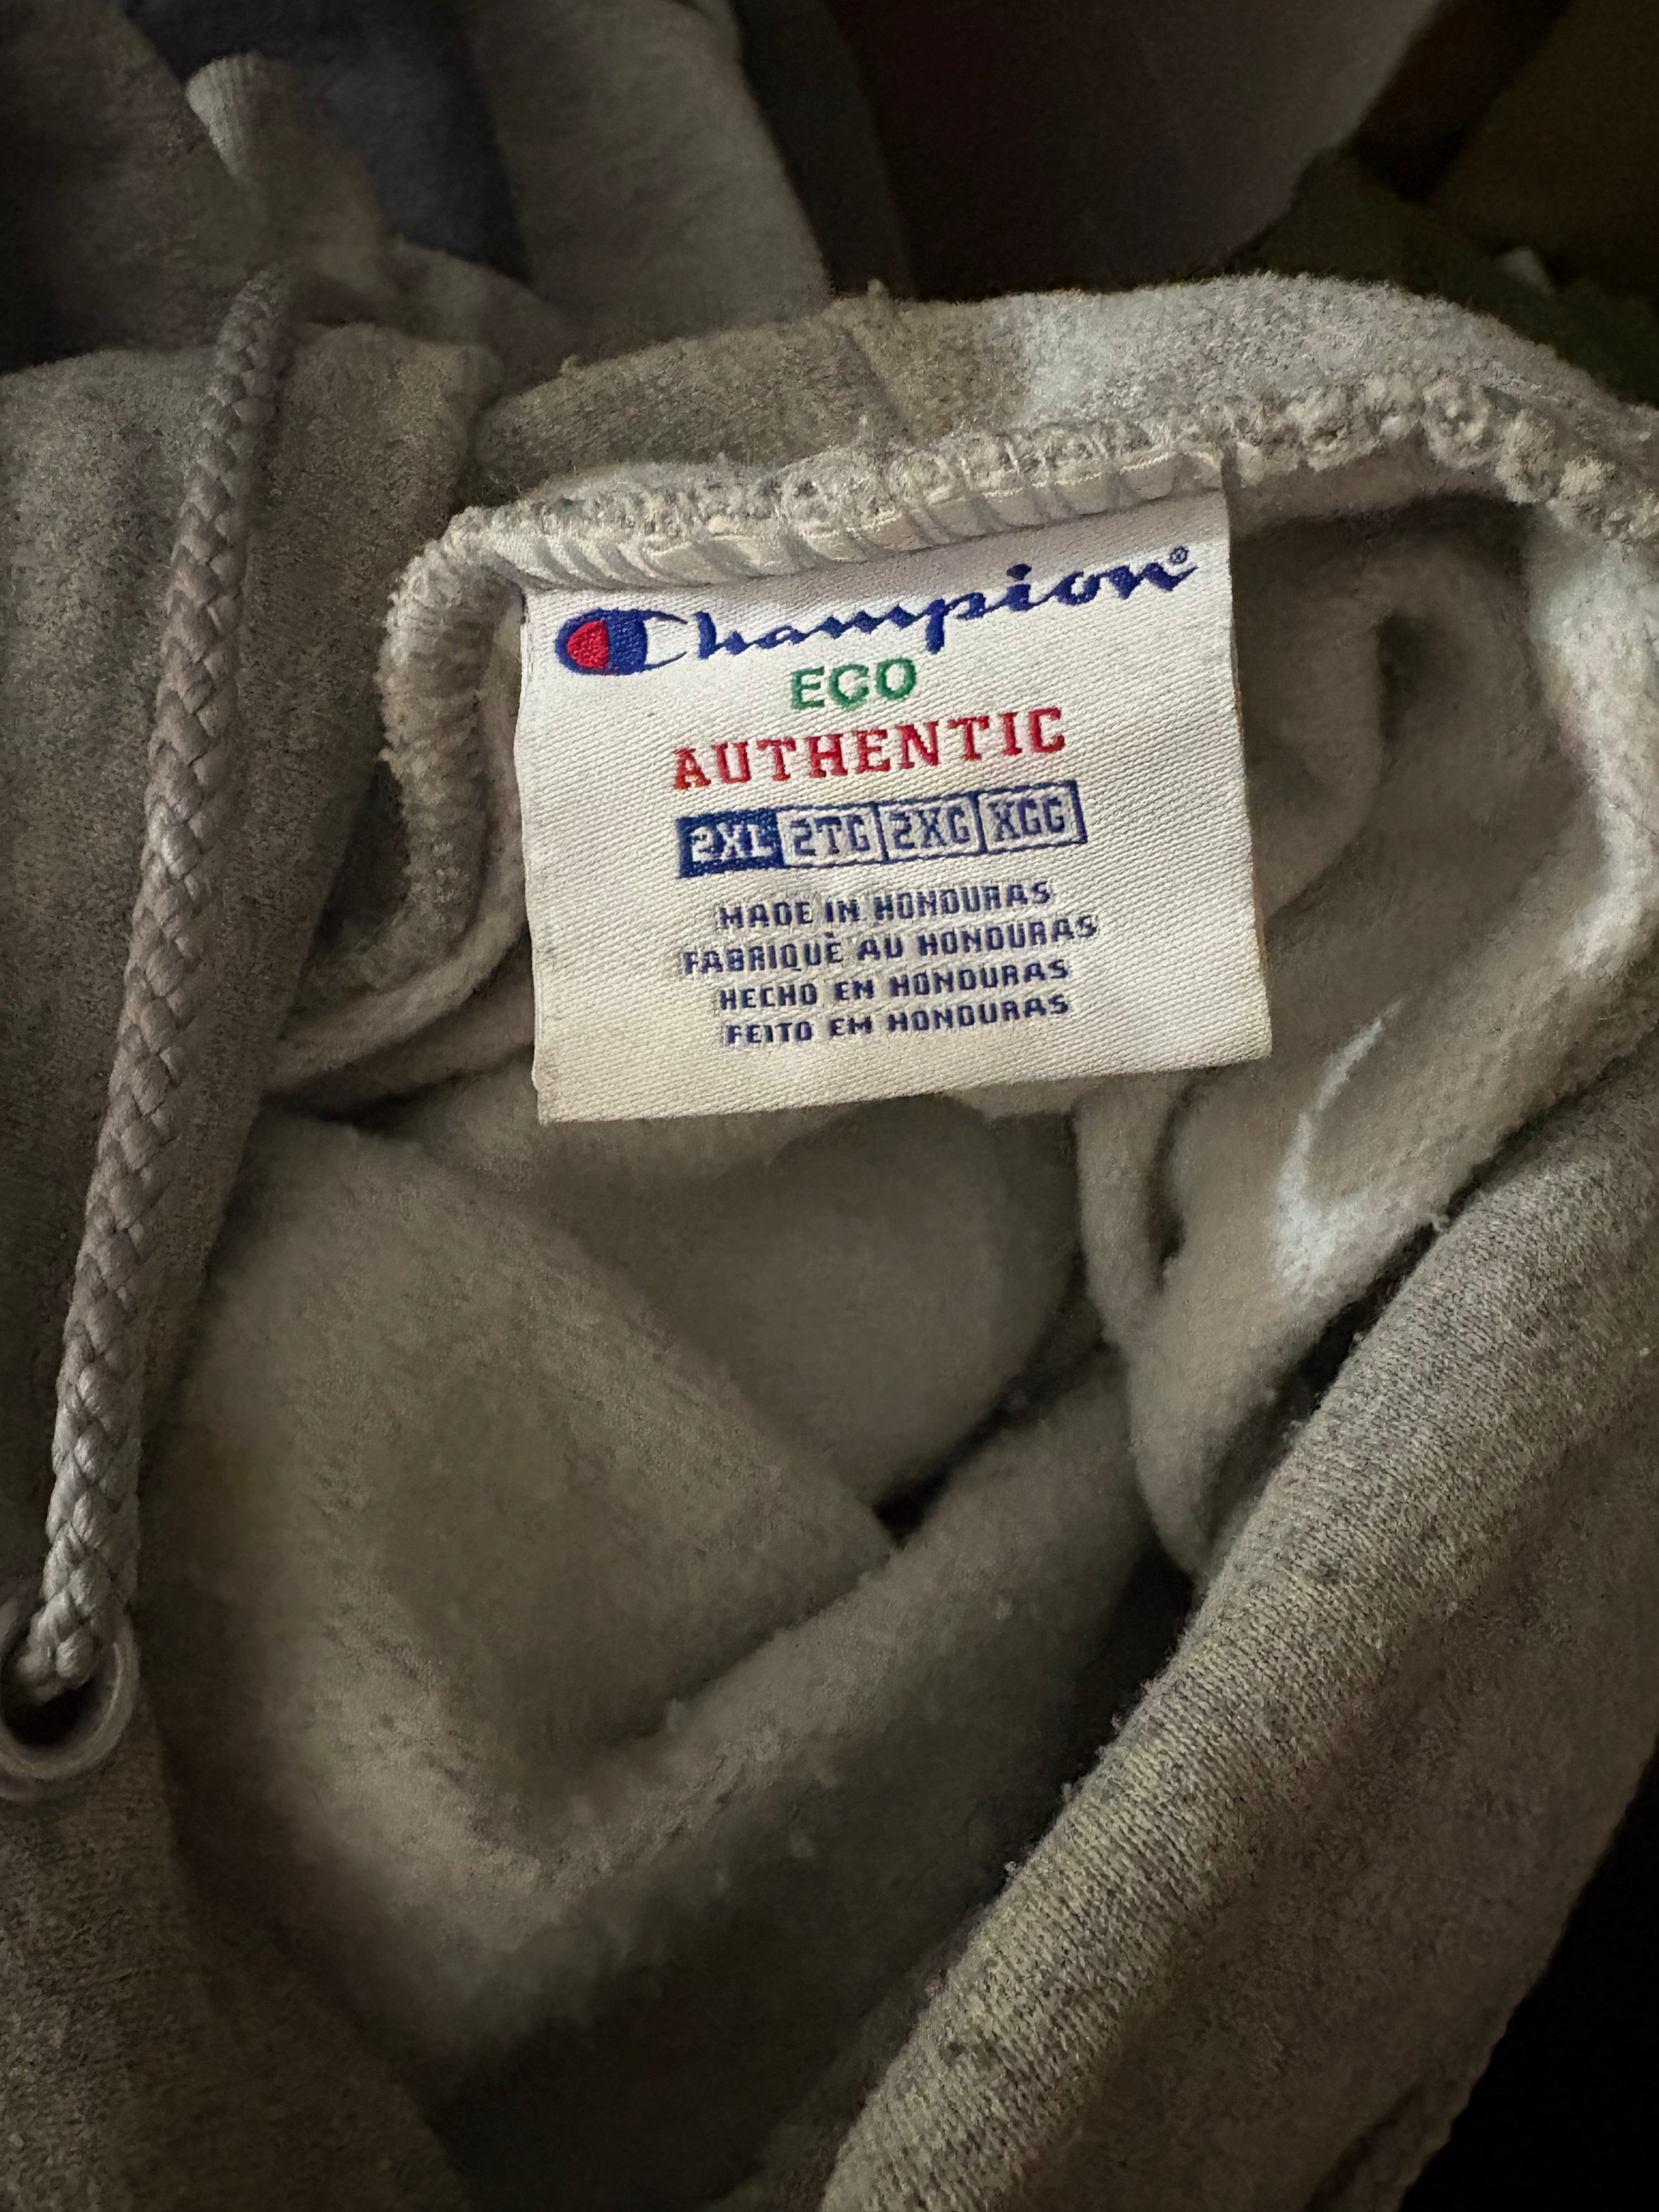 Champion®
ECO
AUTHENTIC
2XL 2TG 2XG XGG
MADE IN HONDURAS
FABRIQUÈ AU HONDURAS
HECHO EN HONDURAS
FEITO EM HONDURAS